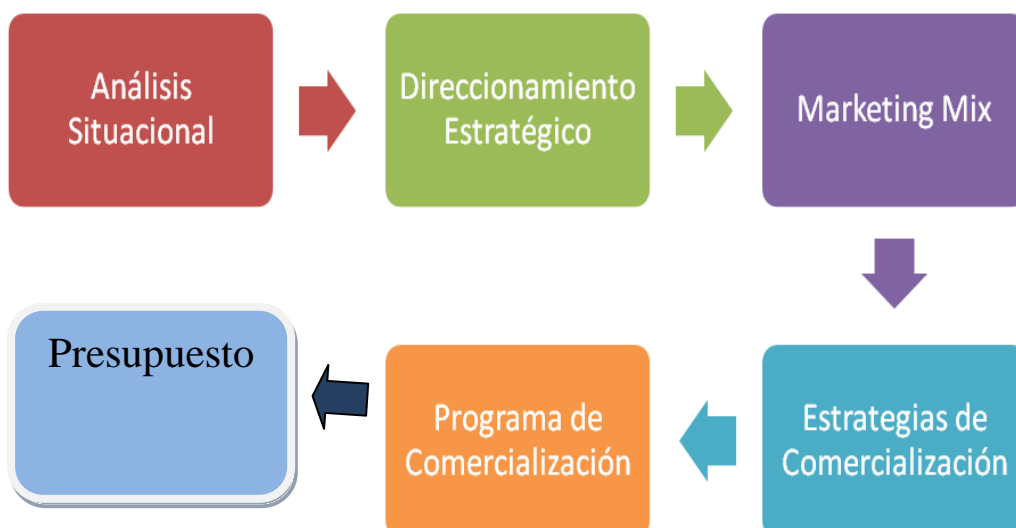 Análisis
Situacional
Direccionamiento
Estratégico
Marketing Mix
Estrategias de
Comercialización
Programa de
Comercialización
Presupuesto